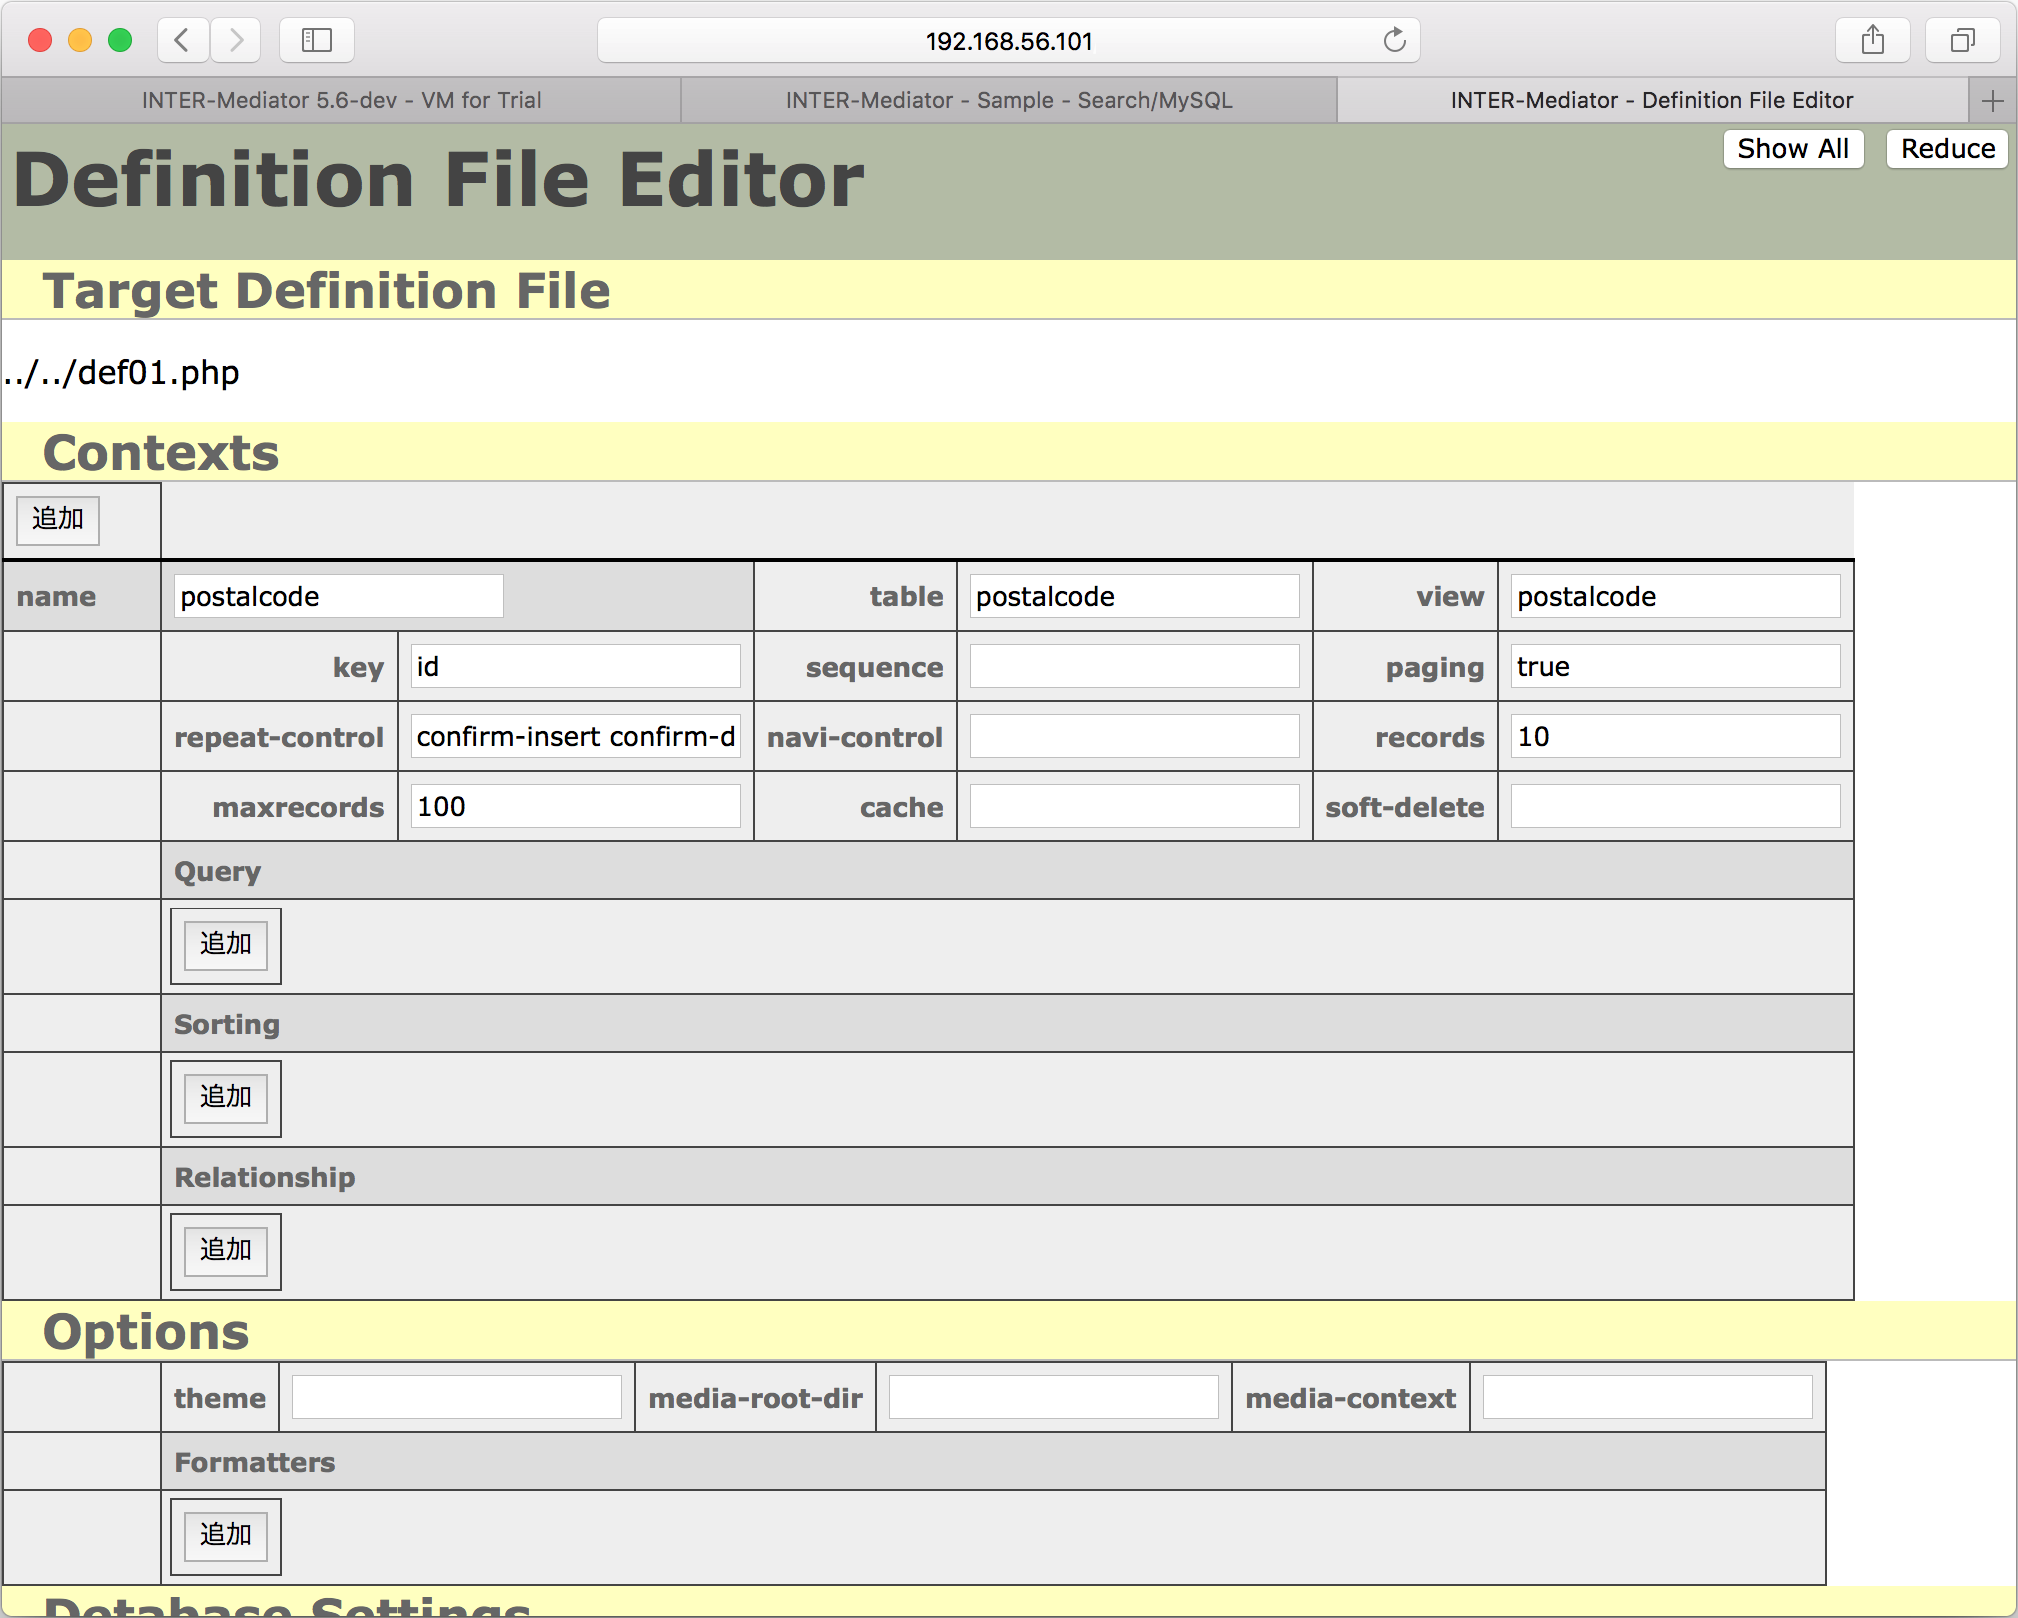 192.168.56.101
INTER-Mediator 5.6-dev - VM for Trial INTER-Mediator - Sample - Search/MySQL INTER-Mediator - Definition File Editor
Show All Reduce
Definition File Editor
Target Definition File
../../def01.php
Contexts
追加
name postalcode table postalcode view postalcode
key id sequence paging true
repeat-control confirm-insert confirm-d navi-control records 10
maxrecords 100 cache soft-delete
Query
追加
Sorting
追加
Relationship
追加
Options
theme media-root-dir media-context
Formatters
追加
Database Settings